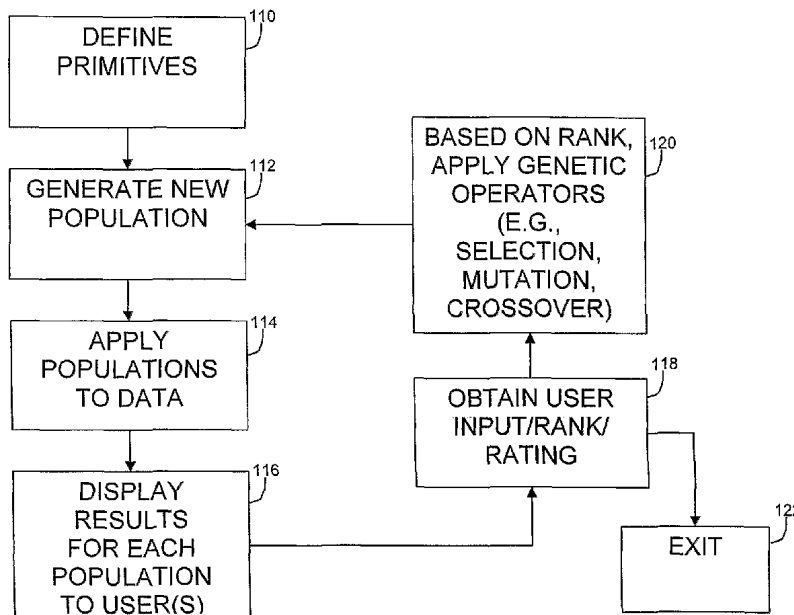 110
DEFINE
PRIMITIVES
112
GENERATE NEW
POPULATION
114
APPLY
POPULATIONS
TO DATA
116
DISPLAY
RESULTS
FOR EACH
POPULATION
TO USER(S)
120
BASED ON RANK,
APPLY GENETIC
OPERATORS
(E.G.,
SELECTION,
MUTATION,
CROSSOVER)
118
OBTAIN USER
INPUT/RANK/
RATING
122
EXIT